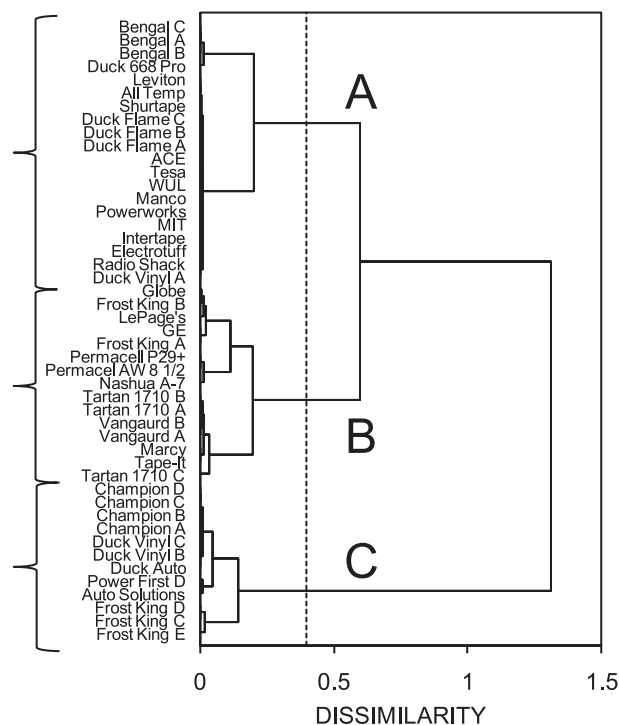 Bengal C
Bengal A
Bengal B
Duck 668 Pro
Leviton
All Temp
Shurtape
Duck Flame C
Duck Flame B
Duck Flame A
ACE
Tesa
WUL
Manco
Powerworks
MIT
Intertape
Electrotuff
Radio Shack
Duck Vinyl A
Globe
Frost King B
LePage's
GE
Frost King A
Permacell P29+
Permacel AW 8 1/2
Nashua A-7
Tartan 1710 B
Tartan 1710 A
Vangaurd B
Vangaurd A
Marcy
Tape-It
Tartan 1710 C
Champion D
Champion C
Champion B
Champion A
Duck Vinyl C
Duck Vinyl B
Duck Auto
Power First D
Auto Solutions
Frost King D
Frost King C
Frost King E
A
B
C
0 0.5 1 1.5
DISSIMILARITY